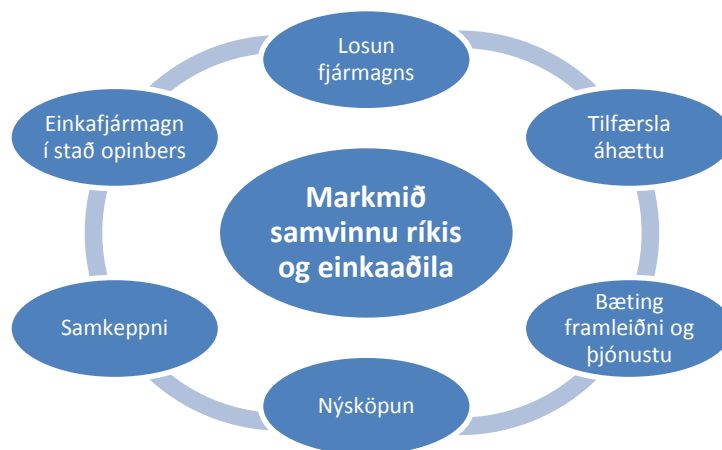 Losun
fjármagns
Einkafjármagn
í stað opinbers
Tilfærsla
áhættu
Markmið
samvinnu ríkis
og einkaaðila
Samkeppni
Bæting
framleiðni og
þjónustu
Nýsköpun